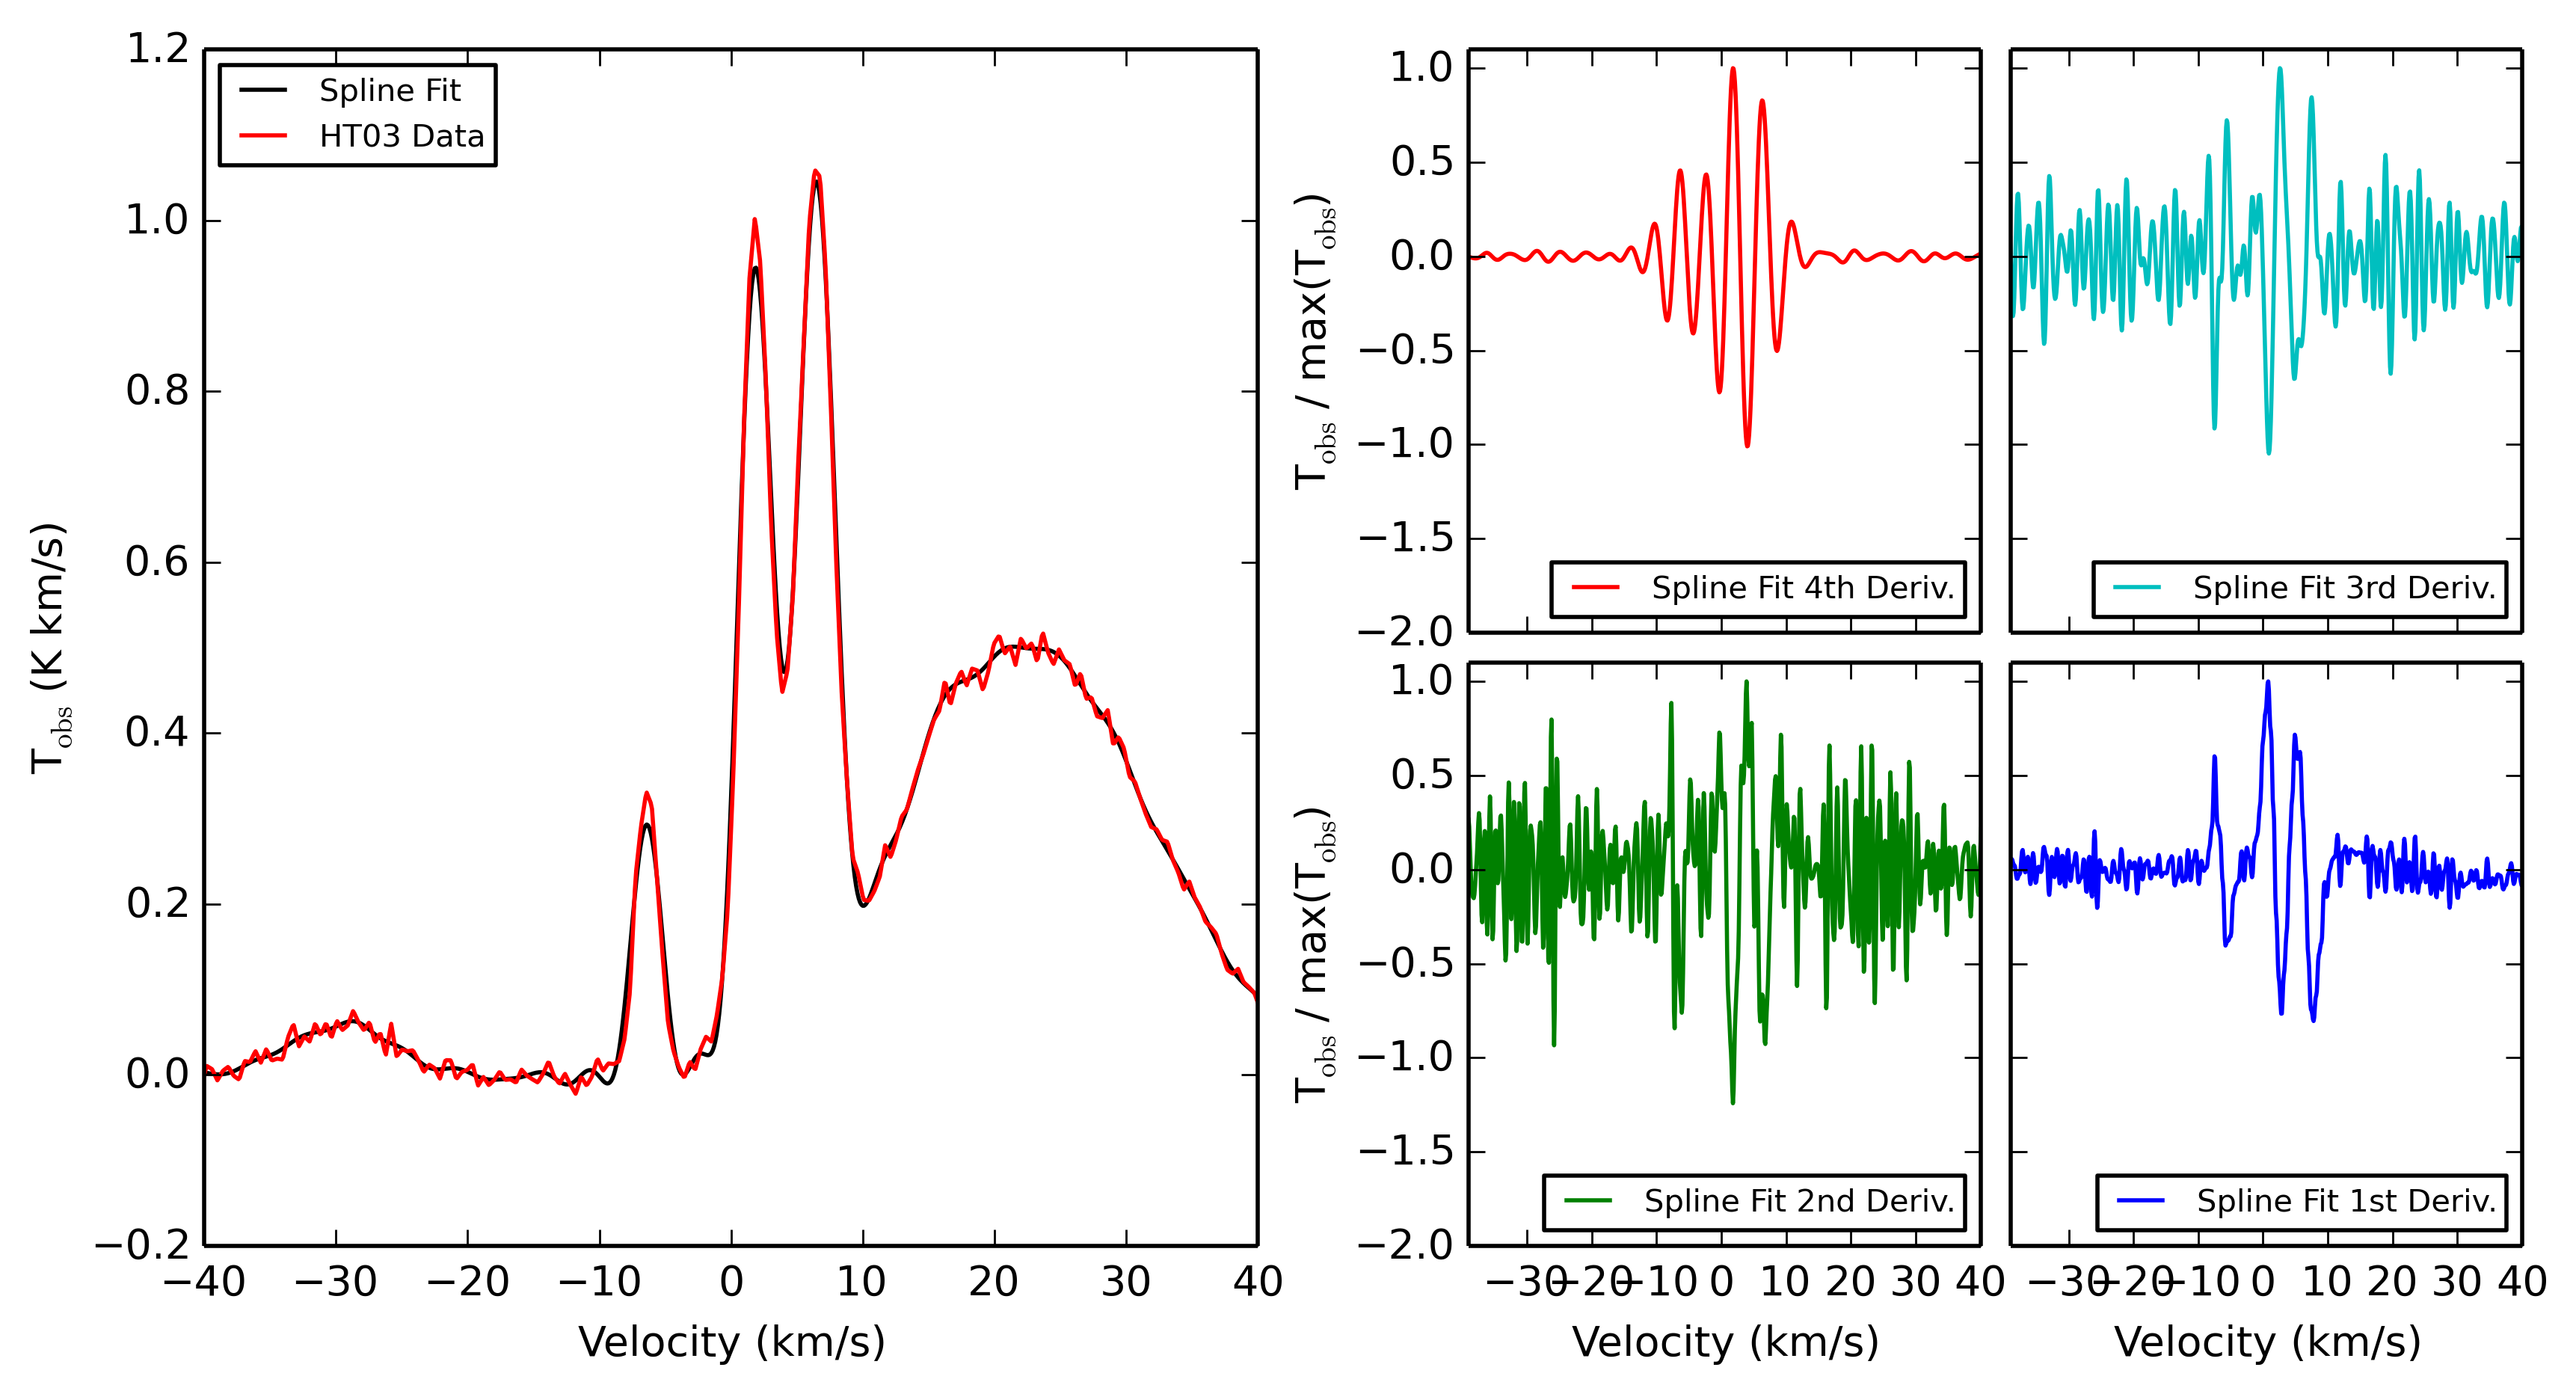 1.2
1.0
0.8
0.6
0.4
0.2
0.0
−0.2
T_obs (K km/s)
Spline Fit
HT03 Data
−40 −30 −20 −10 0 10 20 30 40
Velocity (km/s)
1.0
0.5
0.0
−0.5
−1.0
−1.5
−2.0
T_obs / max(T_obs)
Spline Fit 4th Deriv.
Spline Fit 3rd Deriv.
1.0
0.5
0.0
−0.5
−1.0
−1.5
−2.0
T_obs / max(T_obs)
Spline Fit 2nd Deriv.
Spline Fit 1st Deriv.
−30 −20 −10 0 10 20 30 40
Velocity (km/s)
−30 −20 −10 0 10 20 30 40
Velocity (km/s)